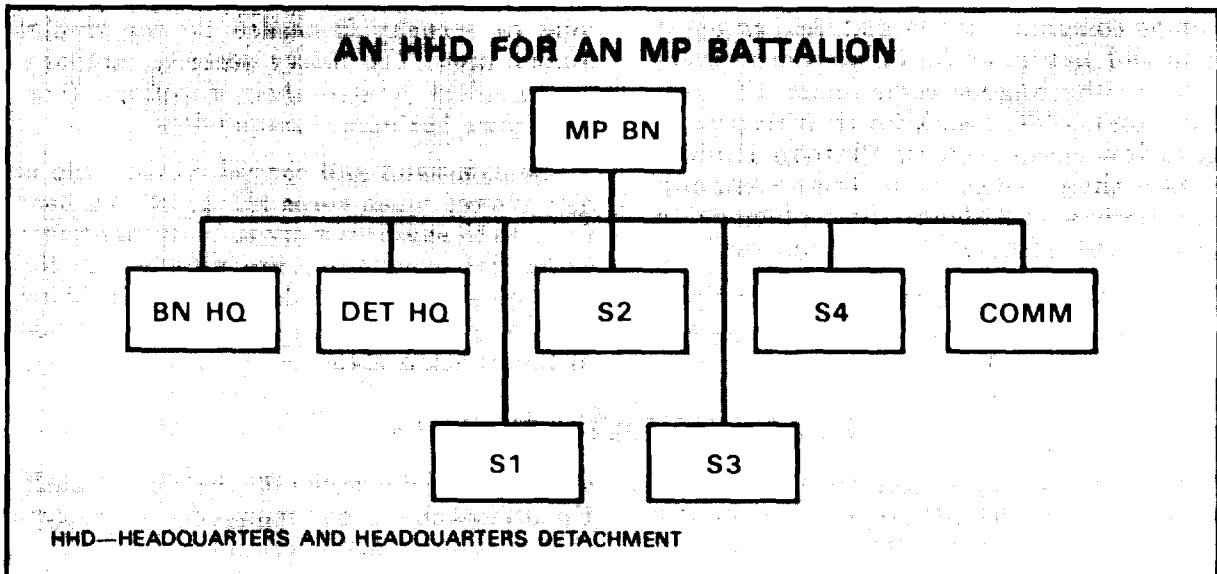 AN HHD FOR AN MP BATTALION
MP BN
BN HQ
DET HQ
S2
S4
COMM
S1
S3
HHD—HEADQUARTERS AND HEADQUARTERS DETACHMENT